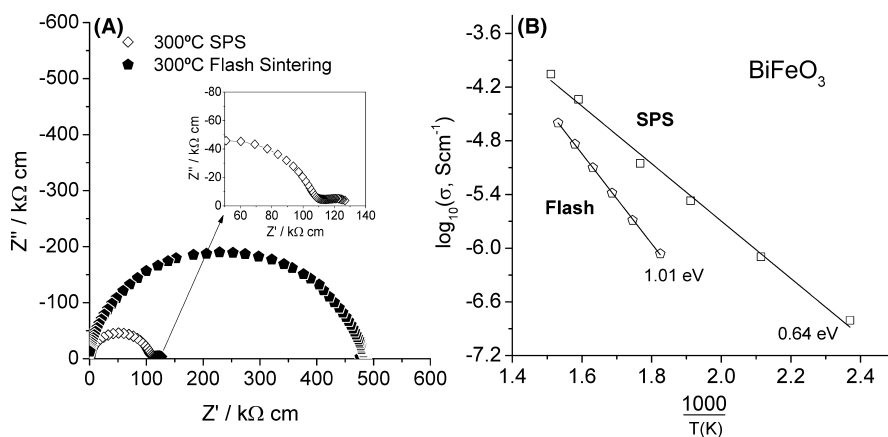 (A)
300ºC SPS
300ºC Flash Sintering
-600
-500
-400
-300
-200
-100
0
0
100
200
300
400
500
600
Z'' / kΩ cm
Z' / kΩ cm
-80
-60
-40
-20
0
60
80
100
120
140
Z'' / kΩ cm
Z' / kΩ cm
(B)
BiFeO3
SPS
Flash
1.01 eV
0.64 eV
-3.6
-4.2
-4.8
-5.4
-6.0
-6.6
-7.2
1.4
1.6
1.8
2.0
2.2
2.4
log10(σ, Scm-1)
1000
T(K)